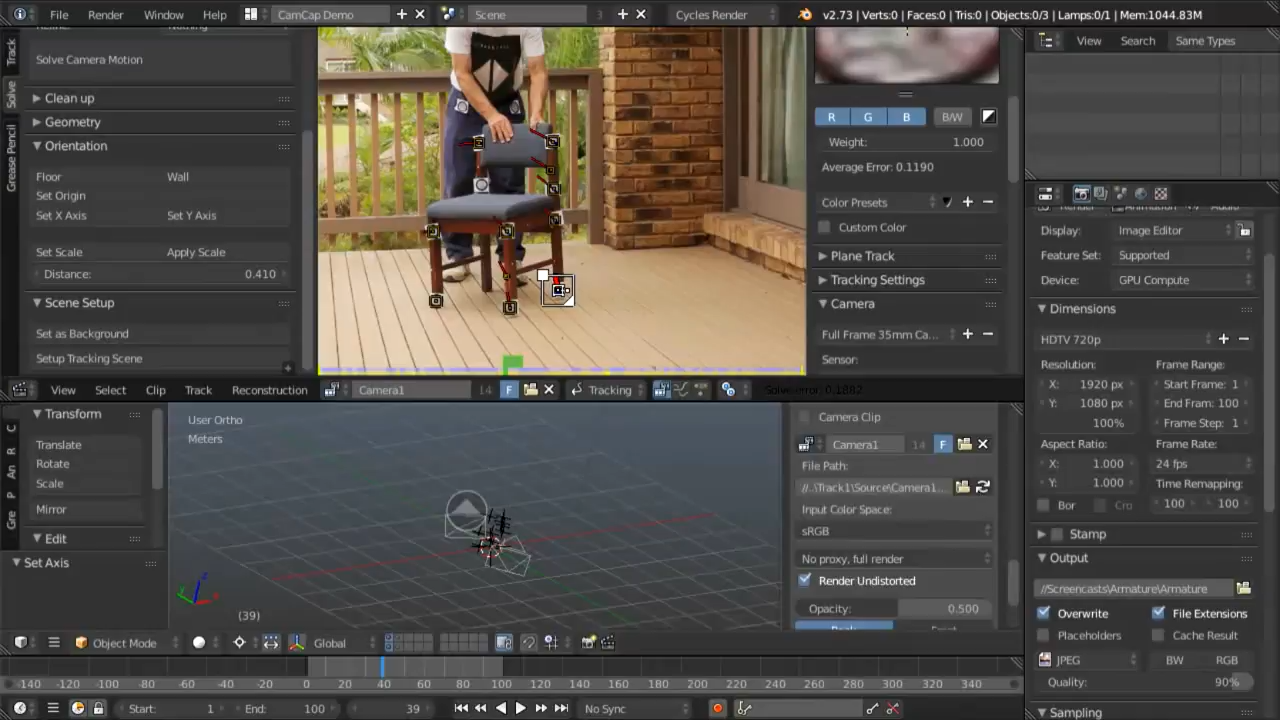 File Render Window Help CamCap Demo Scene 3 Cycles Render v2.73 | Verts:0 | Faces:0 | Tris:0 | Objects:0/3 | Lamps:0/1 | Mem:1044.83M
Track
Solve
Grease Pencil
Nothing
Solve Camera Motion
Clean up
Geometry
Orientation
Floor Wall
Set Origin
Set X Axis Set Y Axis
Set Scale Apply Scale
Distance: 0.410
Scene Setup
Set as Background
Setup Tracking Scene
R G B B/W
Weight: 1.000
Average Error: 0.1190
Color Presets
Custom Color
Plane Track
Tracking Settings
Camera
Full Frame 35mm Ca...
Sensor:
View Search Same Types
View Select Clip Track Reconstruction Camera1 14 F Tracking Solve error: 0.1882
Transform
Translate
Rotate
Scale
Mirror
Edit
Set Axis
C
R
An
P
Gre
User Ortho
Meters
(39)
Camera Clip
Camera1 14 F
File Path:
//..\Track1\Source\Camera1...
Input Color Space:
sRGB
No proxy, full render
Render Undistorted
Opacity: 0.500
Object Mode Global
-140 -120 -100 -80 -60 -40 -20 0 20 40 60 80 100 120 140 160 180 200 220 240 260 280 300 320 340
Start: 1 End: 100 39 No Sync
Display: Image Editor
Feature Set: Supported
Device: GPU Compute
Dimensions
HDTV 720p
Resolution: Frame Range:
X: 1920 px Start Frame: 1
Y: 1080 px End Fram: 100
100% Frame Step: 1
Aspect Ratio: Frame Rate:
X: 1.000 24 fps
Y: 1.000 Time Remapping:
Bor Cro 100 100
Stamp
Output
//Screencasts\Armature\Armature
Overwrite File Extensions
Placeholders Cache Result
JPEG BW RGB
Quality: 90%
Sampling